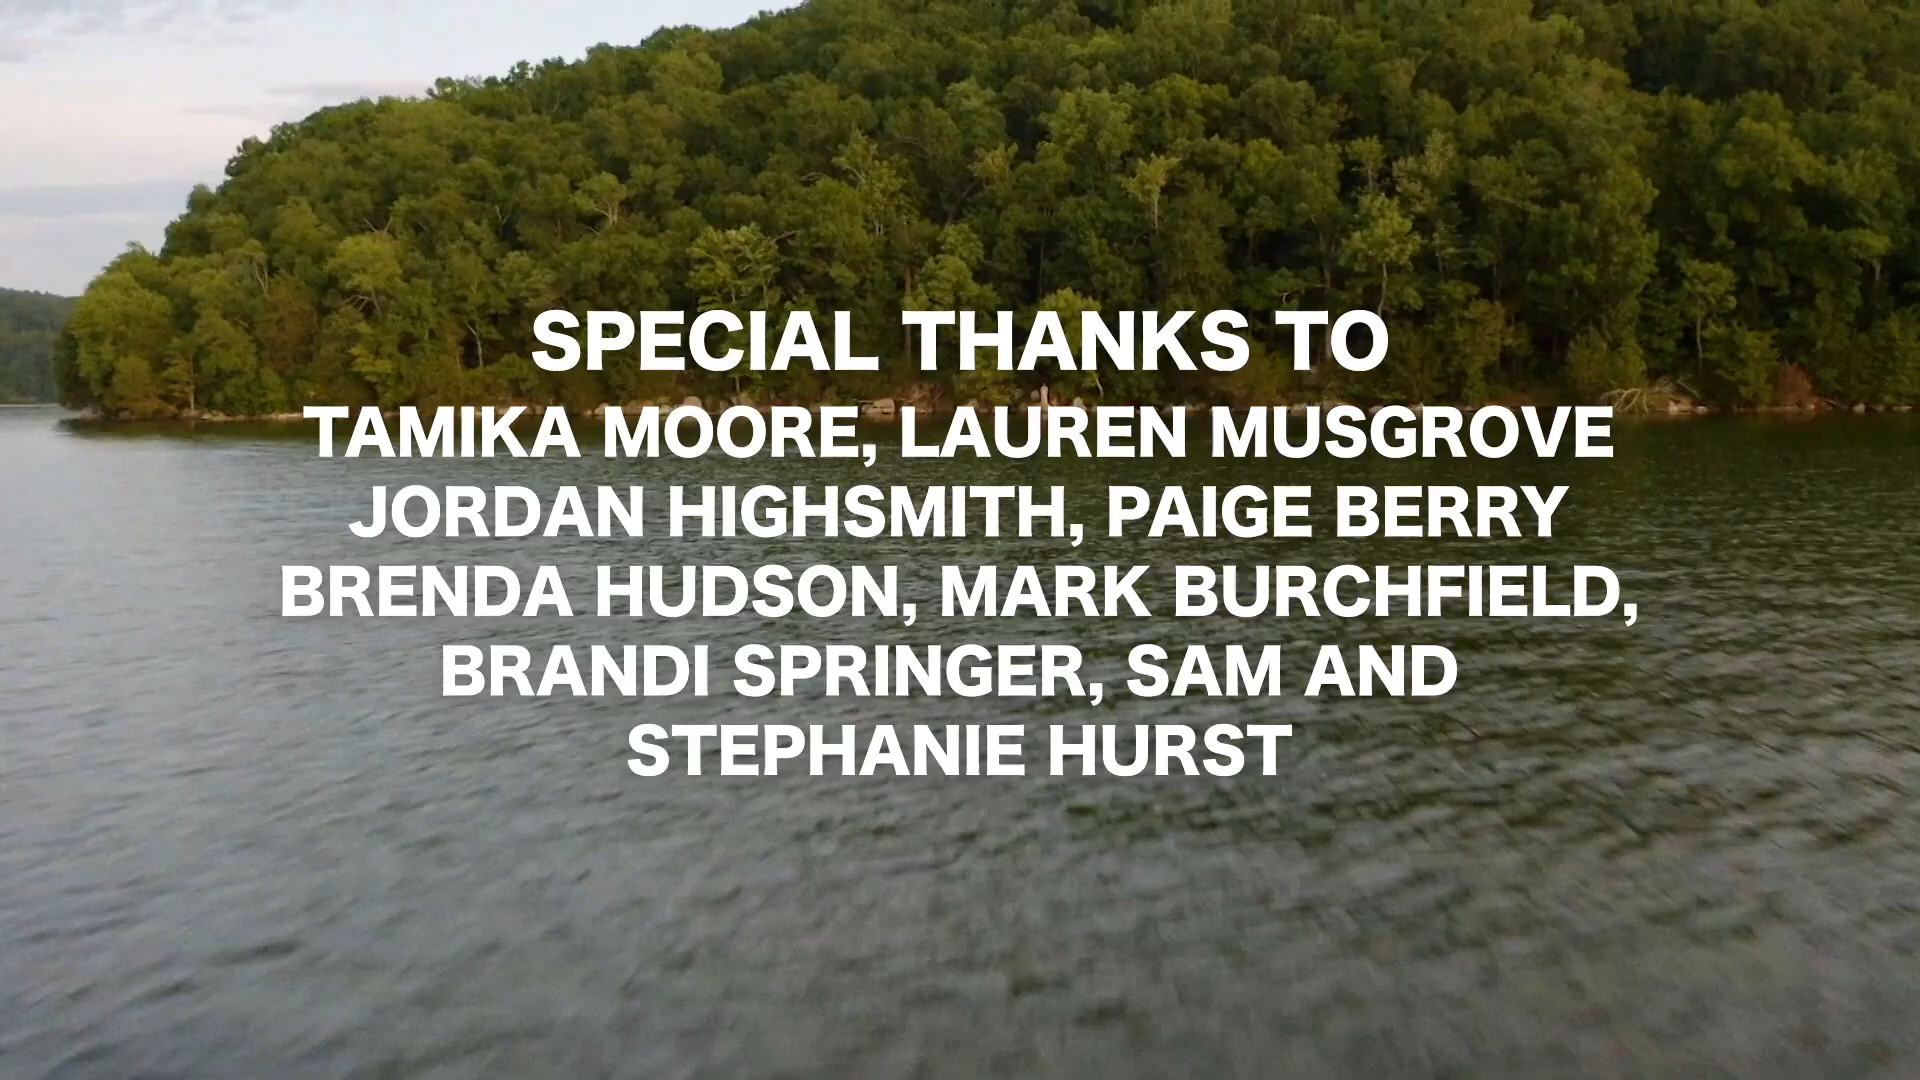 SPECIAL THANKS TO
TAMIKA MOORE, LAUREN MUSGROVE
JORDAN HIGHSMITH, PAIGE BERRY
BRENDA HUDSON, MARK BURCHFIELD,
BRANDI SPRINGER, SAM AND
STEPHANIE HURST